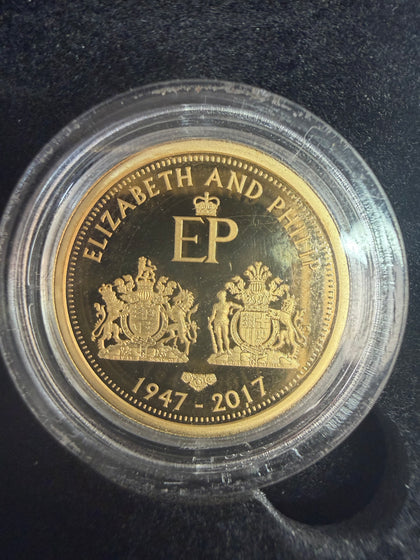 ELIZABETH AND PHILIP
EP
1947 - 2017